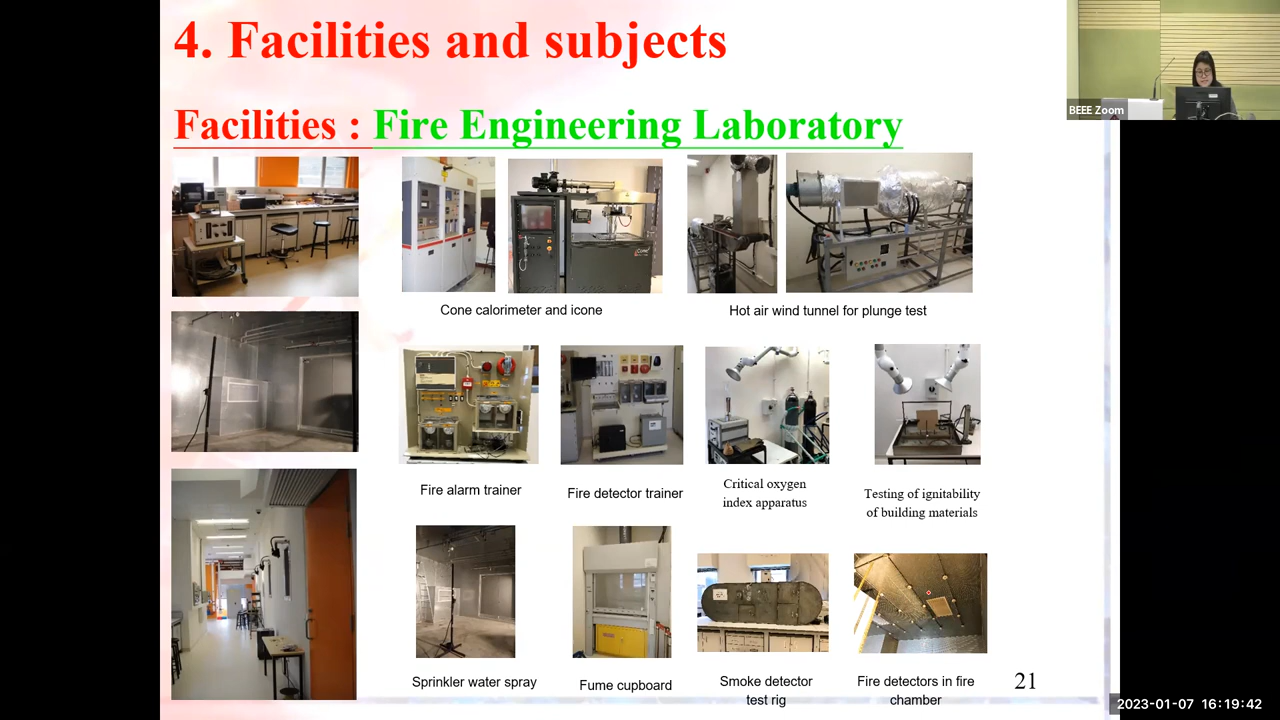 4. Facilities and subjects
BEEE Zoom
Facilities : Fire Engineering Laboratory
Cone calorimeter and icone
Hot air wind tunnel for plunge test
Fire alarm trainer
Fire detector trainer
Critical oxygen
index apparatus
Testing of ignitability
of building materials
Sprinkler water spray
Fume cupboard
Smoke detector
test rig
Fire detectors in fire
chamber
21
2023-01-07 16:19:42